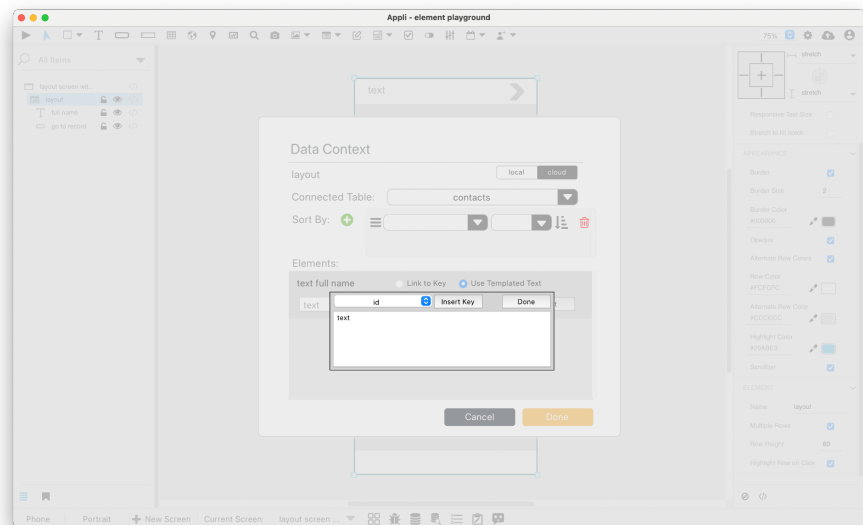 Appli - element playground
75%
All Items
layout screen wit...
layout
full name
go to record
text
stretch
stretch
Responsive Text Size
Stretch to fill notch
APPEARANCE
Border
Border Size 2
Border Color
Opaque
Alternate Row Colors
Row Color
#FCFCFC
Alternate Row Color
#CCCCCC
Highlight Color
Scrollbar
ELEMENT
Name layout
Multiple Rows
Row Height 60
Highlight Row on Click
Data Context
layout
local cloud
Connected Table: contacts
Sort By:
Elements:
text full name Link to Key Use Templated Text
text
id Insert Key Done
text
Cancel Done
Phone Portrait New Screen Current Screen: layout screen ...